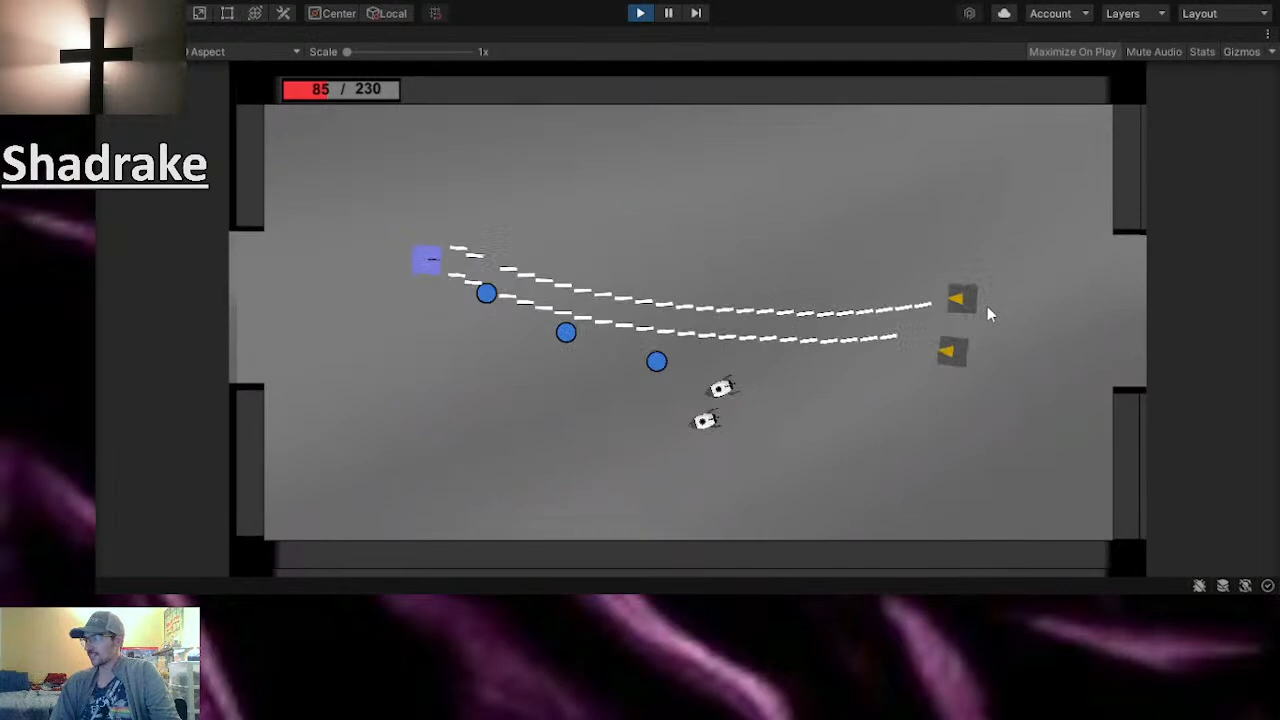 Center
Local
Account
Layers
Layout
Aspect
Scale
1x
Maximize On Play
Mute Audio
Stats
Gizmos
85 / 230
Shadrake